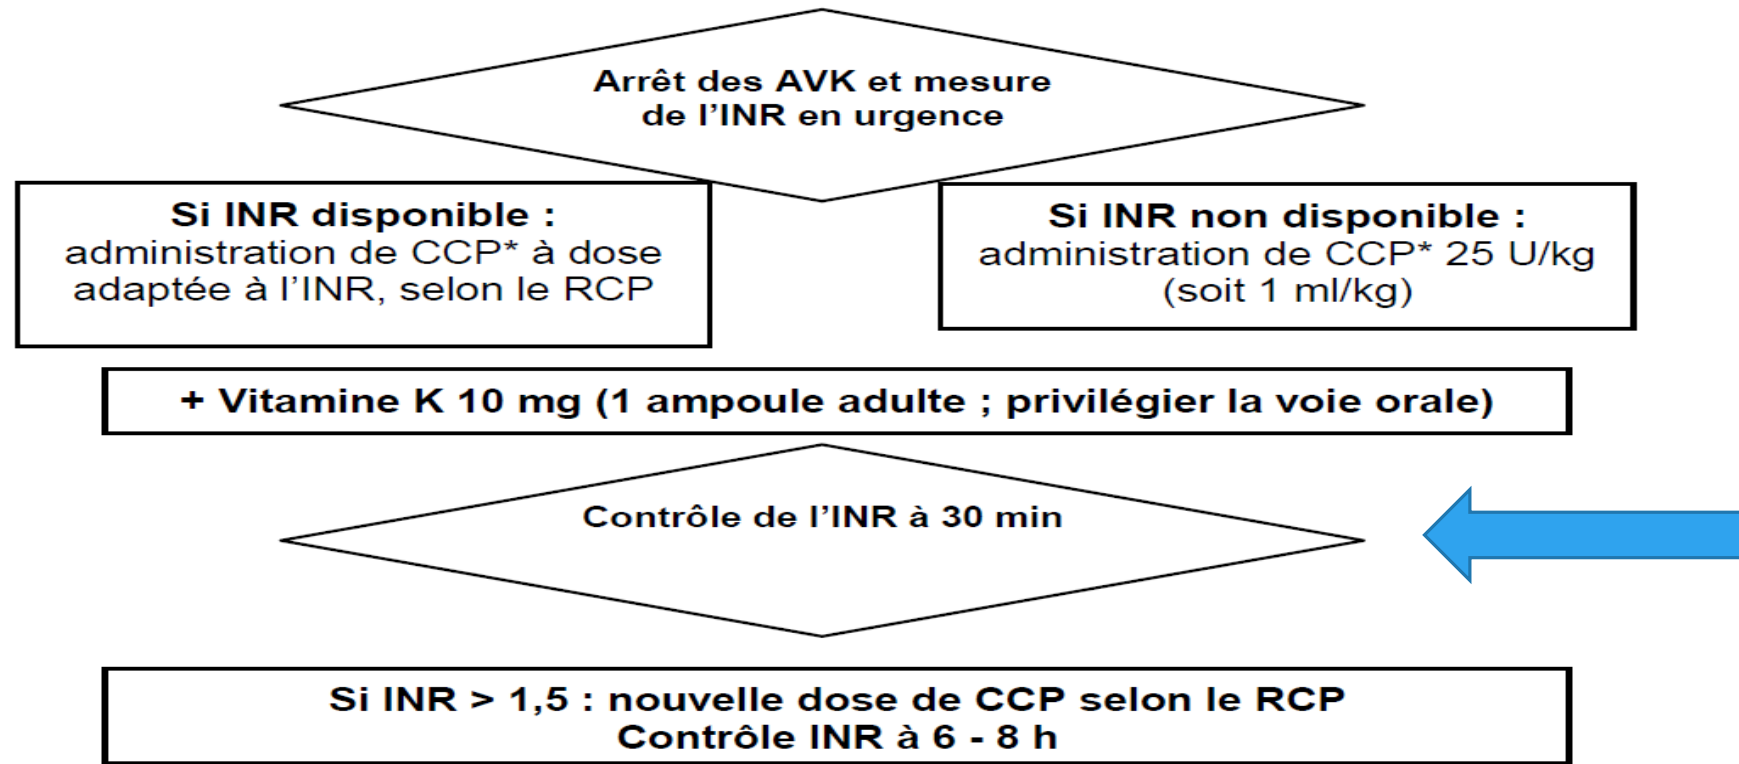 Arrêt des AVK et mesure
de l'INR en urgence
Si INR disponible :
administration de CCP* à dose
adaptée à l'INR, selon le RCP
Si INR non disponible :
administration de CCP* 25 U/kg
(soit 1 ml/kg)
+ Vitamine K 10 mg (1 ampoule adulte ; privilégier la voie orale)
Contrôle de l'INR à 30 min
Si INR > 1,5 : nouvelle dose de CCP selon le RCP
Contrôle INR à 6 - 8 h